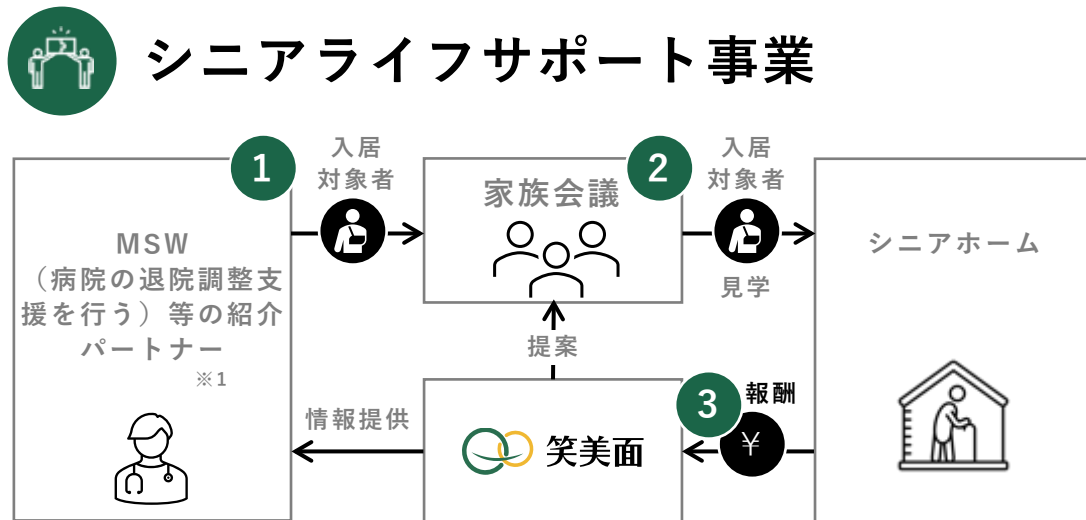 シニアライフサポート事業
1
入居
対象者
2
入居
対象者
MSW
（病院の退院調整支
援を行う）等の紹介
パートナー
※1
家族会議
見学
シニアホーム
提案
情報提供
笑美面
3
報酬
¥